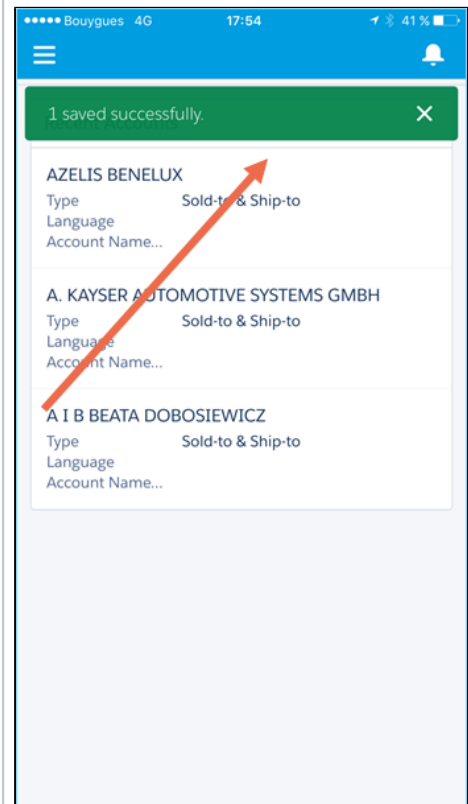 Bouygues 4G 17:54 41 %
1 saved successfully.
Recent Accounts
AZELIS BENELUX
Type Sold-to & Ship-to
Language
Account Name...
A. KAYSER AUTOMOTIVE SYSTEMS GMBH
Type Sold-to & Ship-to
Language
Account Name...
A I B BEATA DOBOSIEWICZ
Type Sold-to & Ship-to
Language
Account Name...